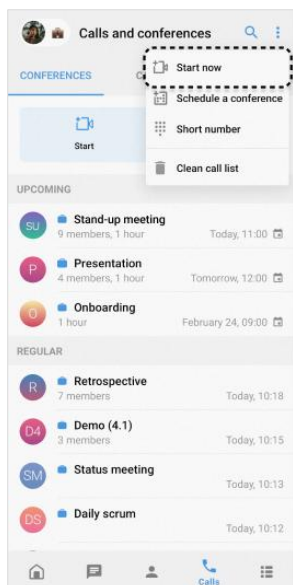 Calls and conferences
CONFERENCES
C
Start now
Schedule a conference
Short number
Clean call list
Start
UPCOMING
SU
Stand-up meeting
9 members, 1 hour
Today, 11:00
P
Presentation
4 members, 1 hour
Tomorrow, 12:00
O
Onboarding
1 hour
February 24, 09:00
REGULAR
R
Retrospective
7 members
Today, 10:18
D4
Demo (4.1)
3 members
Today, 10:15
SM
Status meeting
Today, 10:13
DS
Daily scrum
Today, 10:12
Calls